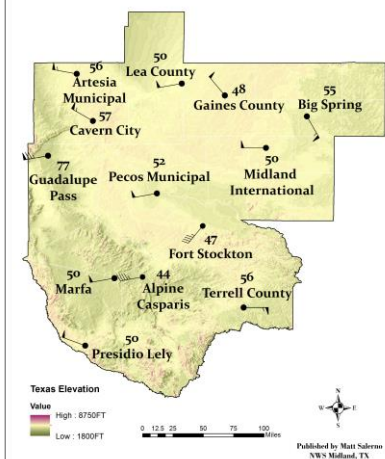 50
Lea County
56
Artesia
Municipal
48
Gaines County
55
Big Spring
57
Cavern City
50
Midland
International
77
Guadalupe
Pass
52
Pecos Municipal
47
Fort Stockton
50
Marfa
44
Alpine
Casparis
56
Terrell County
50
Presidio Lely
Texas Elevation
Value
High : 8750FT
Low : 1800FT
0 12.5 25 50 75 100
Miles
N
W E
S
Published by Matt Salerno
NWS Midland, TX